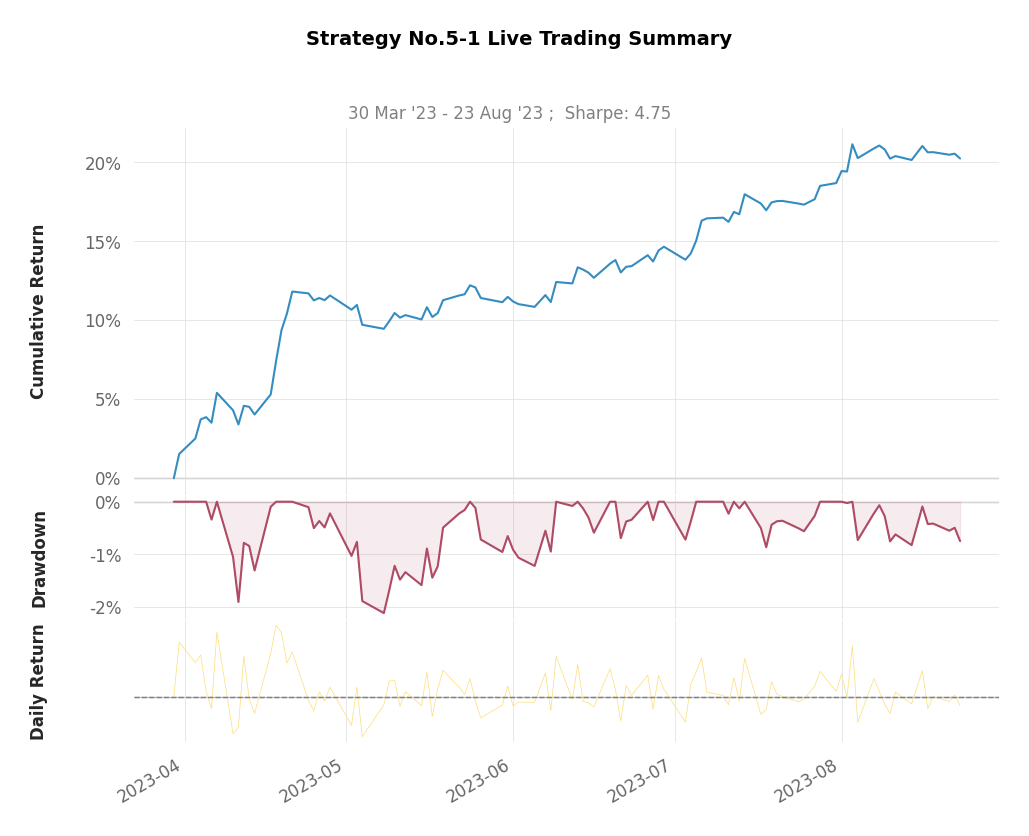 Strategy No.5-1 Live Trading Summary
30 Mar '23 - 23 Aug '23 ;  Sharpe: 4.75
Cumulative Return
20%
15%
10%
5%
0%
Drawdown
0%
-1%
-2%
Daily Return
2023-04
2023-05
2023-06
2023-07
2023-08